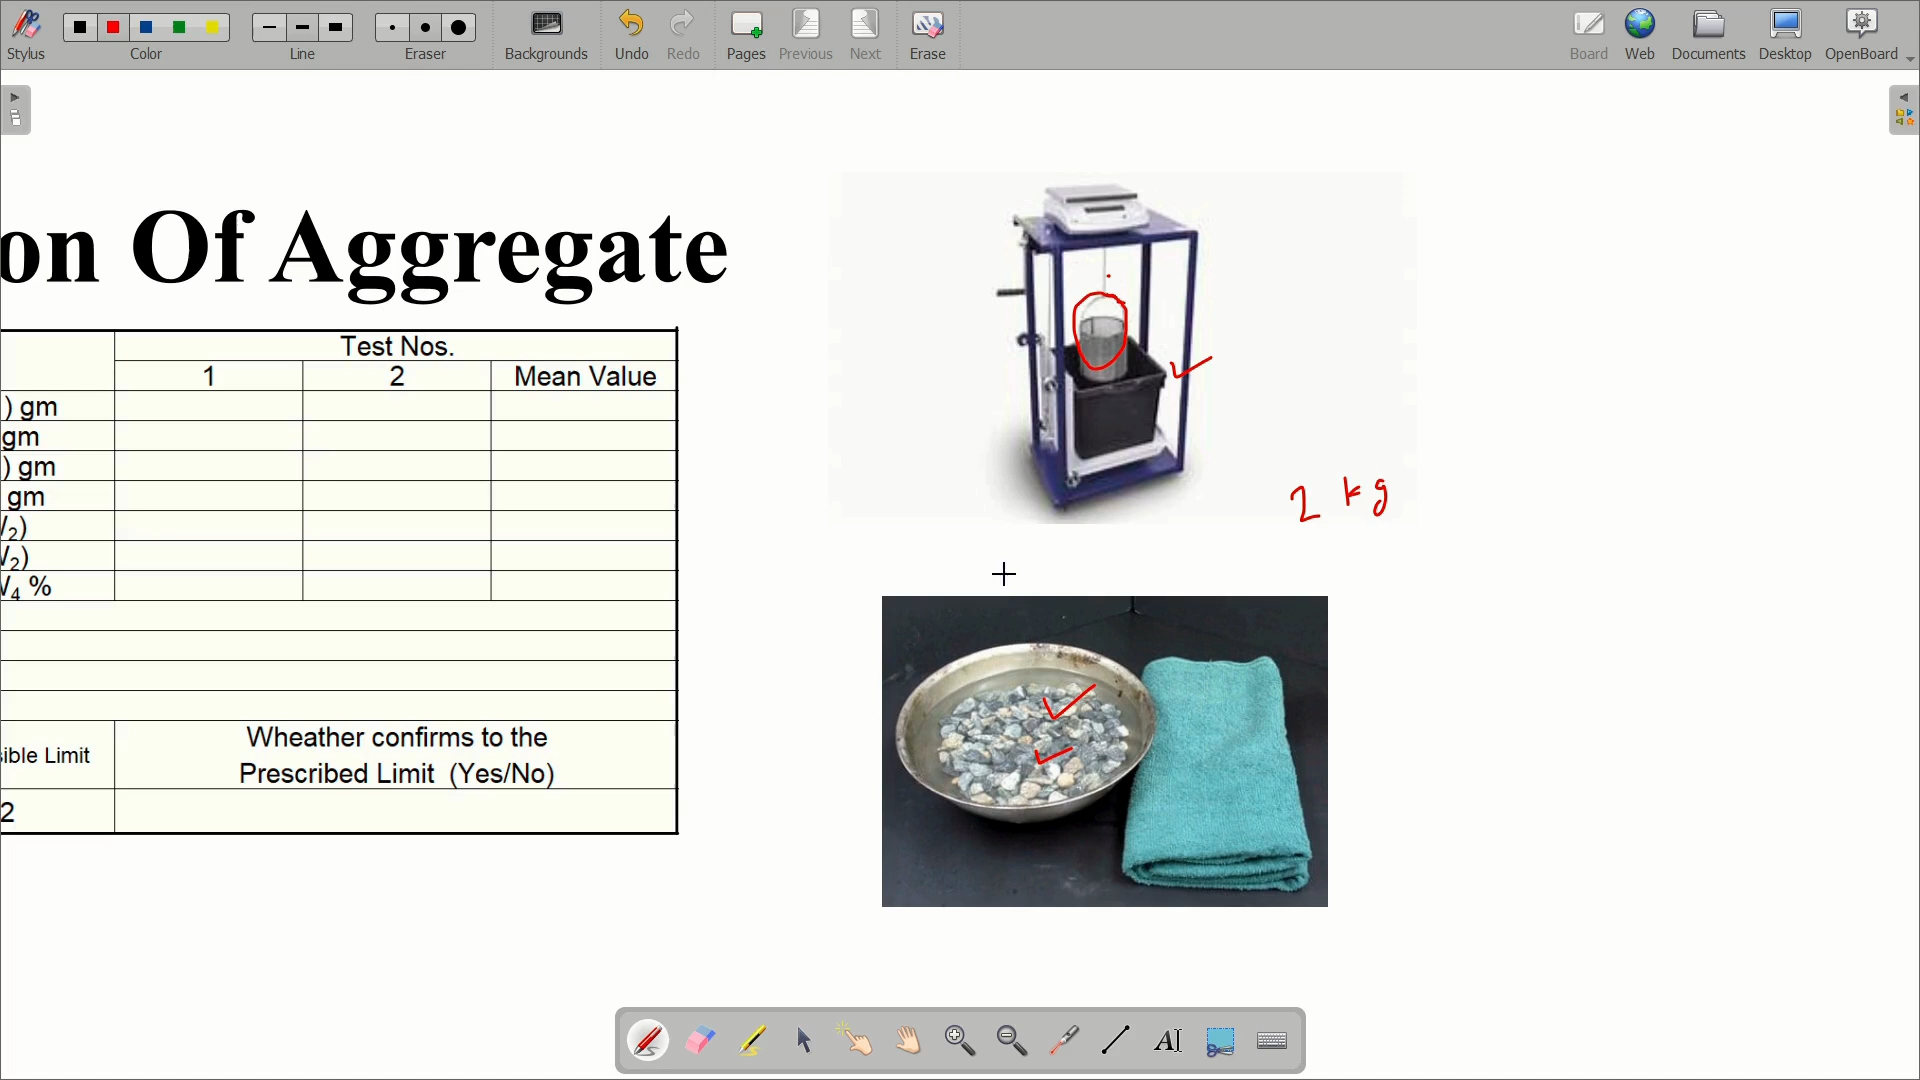 Stylus
Color
Line
Eraser
Backgrounds
Undo
Redo
Pages
Previous
Next
Erase
Board
Web
Documents
Desktop
OpenBoard
on Of Aggregate
Test Nos.
1 2 Mean Value
) gm
gm
) gm
gm
2)
2)
4 %
2 kg
ible Limit
Wheather confirms to the
Prescribed Limit (Yes/No)
2